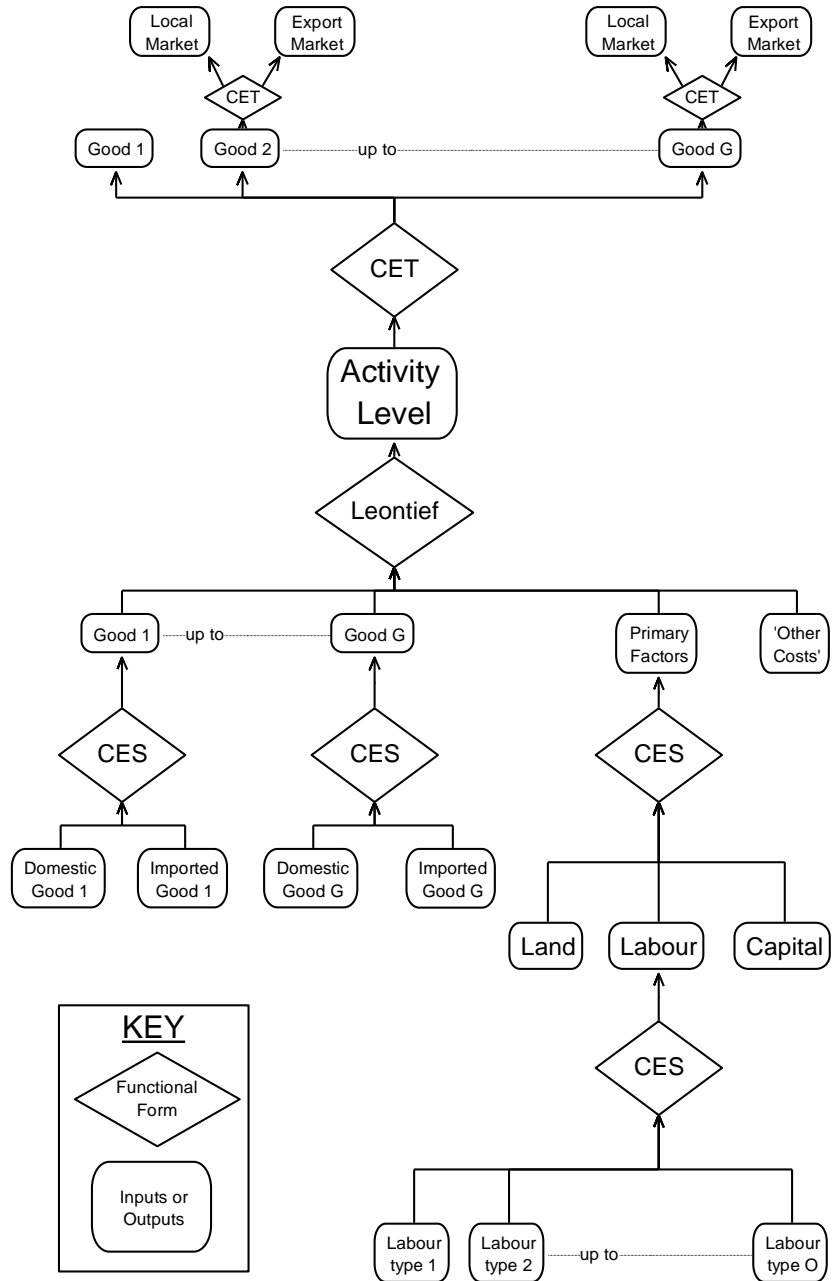 Local
Market
Export
Market
Local
Market
Export
Market
CET
CET
Good 1
Good 2
up to
Good G
CET
Activity
Level
Leontief
Good 1
up to
Good G
Primary
Factors
'Other
Costs'
CES
CES
CES
Domestic
Good 1
Imported
Good 1
Domestic
Good G
Imported
Good G
Land
Labour
Capital
KEY
Functional
Form
Inputs or
Outputs
CES
Labour
type 1
Labour
type 2
up to
Labour
type O